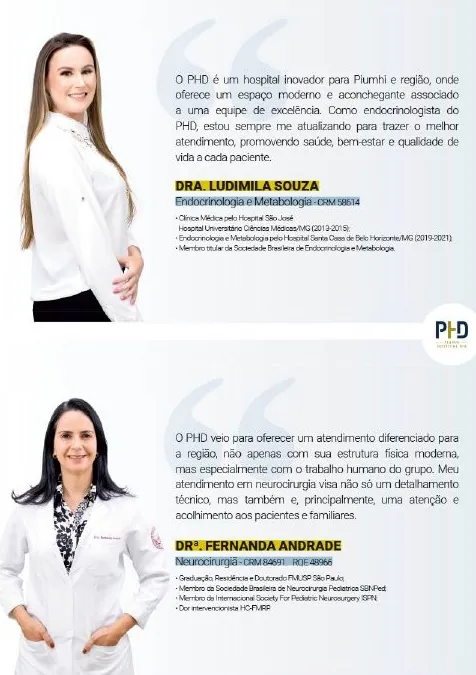 O PHD é um hospital inovador para Piumhi e região, onde
oferece um espaço moderno e aconchegante associado
a uma equipe de excelência. Como endocrinologista do
PHD, estou sempre me atualizando para trazer o melhor
atendimento, promovendo saúde, bem-estar e qualidade de
vida a cada paciente.
DRA. LUDIMILA SOUZA
Endocrinologia e Metabologia - CRM 58614
• Clínica Médica pelo Hospital São José
Hospital Universitário Ciências Médicas/MG (2013-2015);
• Endocrinologia e Metabologia pelo Hospital Santa Casa de Belo Horizonte/MG (2019-2021);
• Membro titular da Sociedade Brasileira de Endocrinologia e Metabologia.
PHD
O PHD veio para oferecer um atendimento diferenciado para
a região, não apenas com sua estrutura física moderna,
mas especialmente com o trabalho humano do grupo. Meu
atendimento em neurocirurgia visa não só um detalhamento
técnico, mas também e, principalmente, uma atenção e
acolhimento aos pacientes e familiares.
DRª. FERNANDA ANDRADE
Neurocirurgiã - CRM 84691 RQE 48966
• Graduação, Residência e Doutorado FMUSP São Paulo;
• Membro da Sociedade Brasileira de Neurocirurgia Pediatrica SBNPed;
• Membro da Internacional Society For Pediatric Neurosurgery ISPN;
• Dor intervencionista HC-FMRP